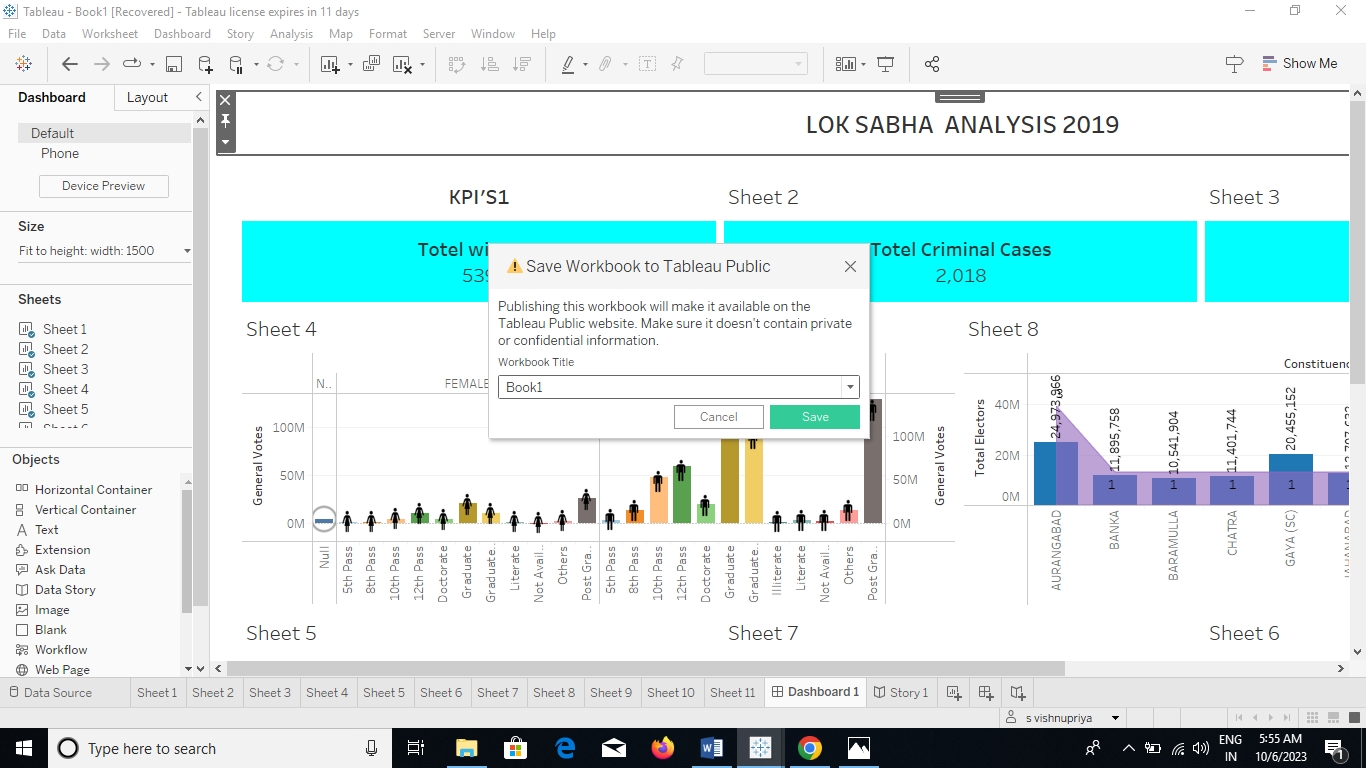 Tableau - Book1 [Recovered] - Tableau license expires in 11 days
File Data Worksheet Dashboard Story Analysis Map Format Server Window Help
Show Me
Dashboard Layout
Default
Phone
Device Preview
Size
Fit to height: width: 1500
Sheets
Sheet 1
Sheet 2
Sheet 3
Sheet 4
Sheet 5
Objects
Horizontal Container
Vertical Container
Text
Extension
Ask Data
Data Story
Image
Blank
Workflow
Web Page
LOK SABHA ANALYSIS 2019
KPI'S1
Sheet 2
Sheet 3
Totel wi
539
Totel Criminal Cases
2,018
Save Workbook to Tableau Public
Publishing this workbook will make it available on the
Tableau Public website. Make sure it doesn't contain private
or confidential information.
Workbook Title
Book1
Cancel Save
Sheet 4
N.. FEMALE
General Votes
100M
50M
0M
Null
5th Pass
8th Pass
10th Pass
12th Pass
Doctorate
Graduate
Graduate..
Literate
Not Avail..
Others
Post Gra..
5th Pass
8th Pass
10th Pass
12th Pass
Doctorate
Graduate
Graduate..
Illiterate
Literate
Not Avail..
Others
Post Gra..
100M
50M
0M
General Votes
Sheet 8
Constituenc
Total Electors
40M
20M
0M
24,973,966
11,895,758
10,541,904
11,401,744
20,455,152
3
1 1 1 1 1
AURANGABAD
BANKA
BARAMULLA
CHATRA
GAYA (SC)
Sheet 5
Sheet 7
Sheet 6
Data Source Sheet 1 Sheet 2 Sheet 3 Sheet 4 Sheet 5 Sheet 6 Sheet 7 Sheet 8 Sheet 9 Sheet 10 Sheet 11 Dashboard 1 Story 1
s vishnupriya
Type here to search
ENG
IN
5:55 AM
10/6/2023
1